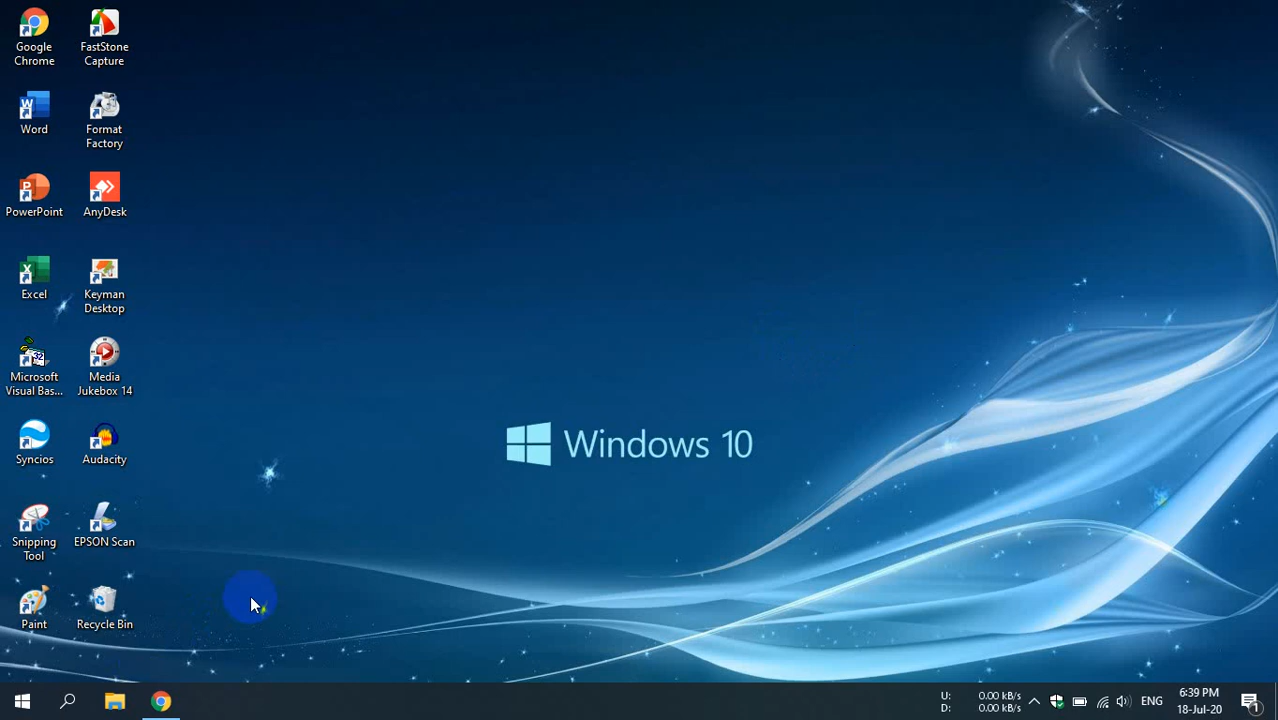 Google
Chrome
FastStone
Capture
Word
Format
Factory
PowerPoint
AnyDesk
Excel
Keyman
Desktop
Microsoft
Visual Bas...
Media
Jukebox 14
Syncios
Audacity
Snipping
Tool
EPSON Scan
Paint
Recycle Bin
Windows 10
U: 0.00 kB/s
D: 0.00 kB/s
ENG
6:39 PM
18-Jul-20
1